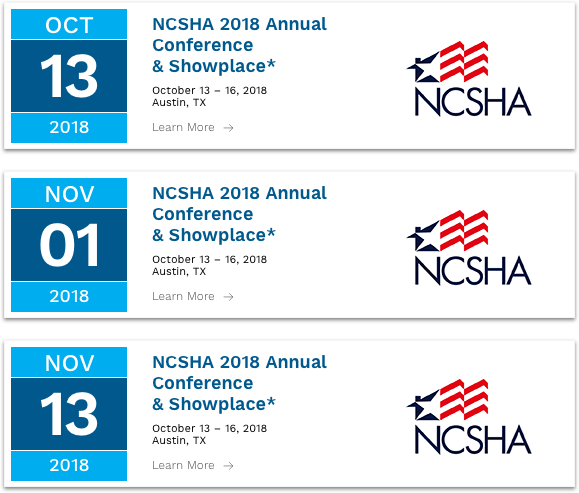 OCT
13
2018
NCSHA 2018 Annual
Conference
& Showplace*
October 13 – 16, 2018
Austin, TX
Learn More →
NCSHA
NOV
01
2018
NCSHA 2018 Annual
Conference
& Showplace*
October 13 – 16, 2018
Austin, TX
Learn More →
NCSHA
NOV
13
2018
NCSHA 2018 Annual
Conference
& Showplace*
October 13 – 16, 2018
Austin, TX
Learn More →
NCSHA